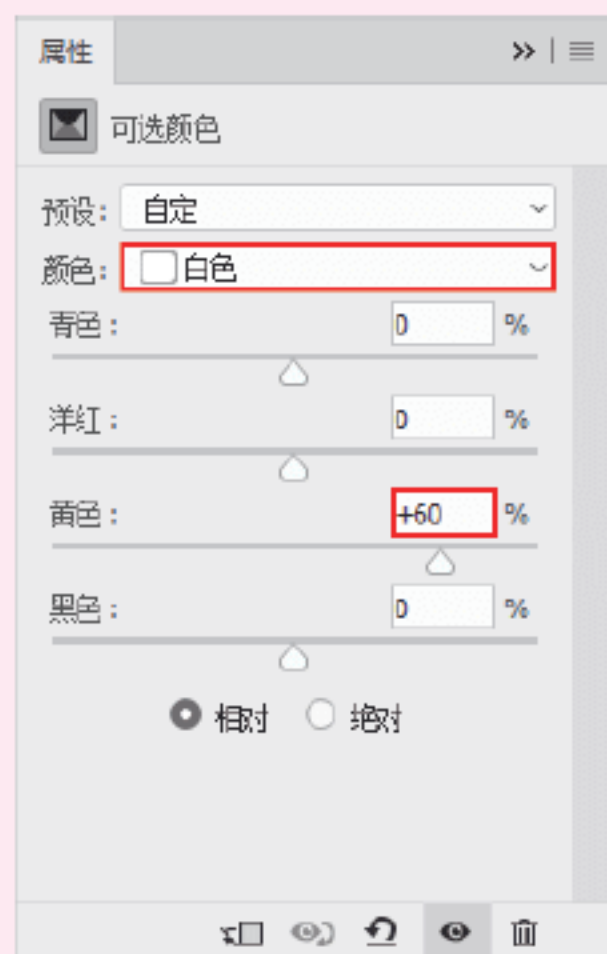 属性
可选颜色
预设: 自定
颜色: 白色
青色: 0 %
洋红: 0 %
黄色: +60 %
黑色: 0 %
相对 绝对